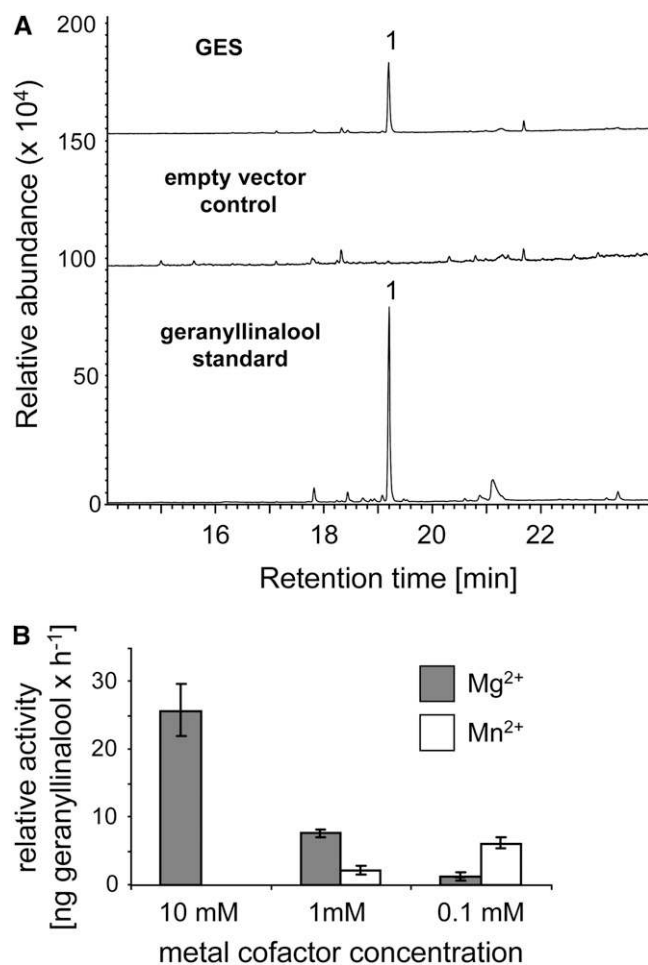 A
200
150
100
50
0
Relative abundance (x 10⁴)
GES
1
empty vector
control
1
geranyllinalool
standard
16 18 20 22
Retention time [min]
B
relative activity
[ng geranyllinalool x h⁻¹]
30
20
10
0
Mg²⁺
Mn²⁺
10 mM 1mM 0.1 mM
metal cofactor concentration